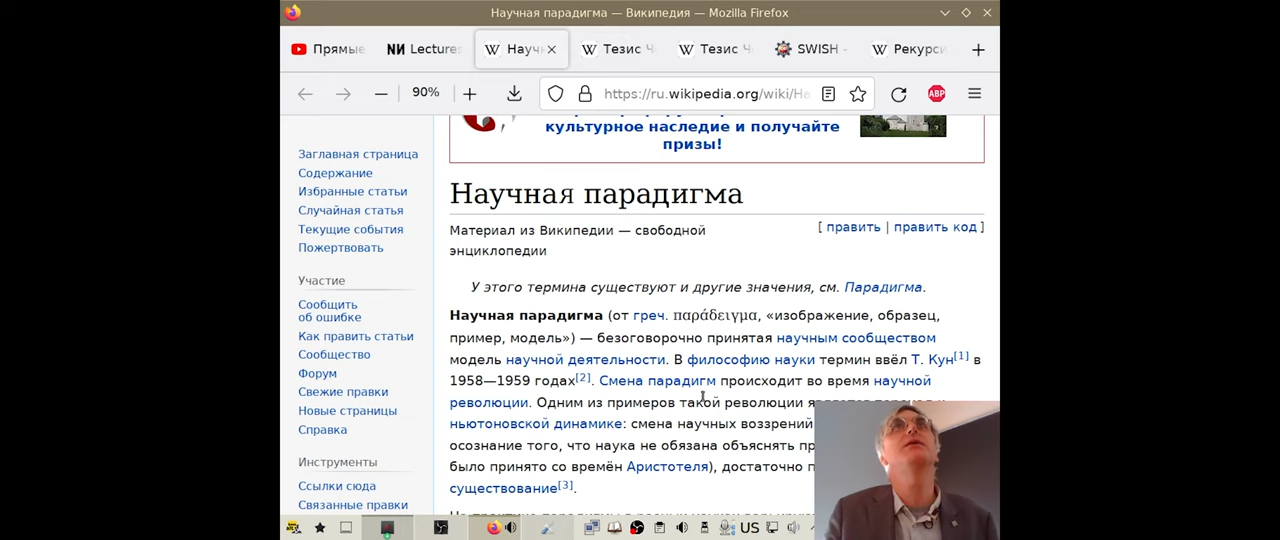 Научная парадигма — Википедия — Mozilla Firefox
Прямые
Lectures
Науч
Тезис Ч
Тезис Ч
SWISH -
Рекурси
90%
https://ru.wikipedia.org/wiki/На
ABP
культурное наследие и получайте
призы!
Заглавная страница
Содержание
Избранные статьи
Случайная статья
Текущие события
Пожертвовать
Участие
Сообщить
об ошибке
Как править статьи
Сообщество
Форум
Свежие правки
Новые страницы
Справка
Инструменты
Ссылки сюда
Связанные правки
Научная парадигма
Материал из Википедии — свободной
энциклопедии
[ править | править код ]
У этого термина существуют и другие значения, см. Парадигма.
Научная парадигма (от греч. παράδειγμα, «изображение, образец,
пример, модель») — безоговорочно принятая научным сообществом
модель научной деятельности. В философию науки термин ввёл Т. Кун[1] в
1958—1959 годах[2]. Смена парадигм происходит во время научной
революции. Одним из примеров такой революции является переход к
ньютоновской динамике: смена научных воззрений
осознание того, что наука не обязана объяснять
было принято со времён Аристотеля), достаточно
существование[3].
US